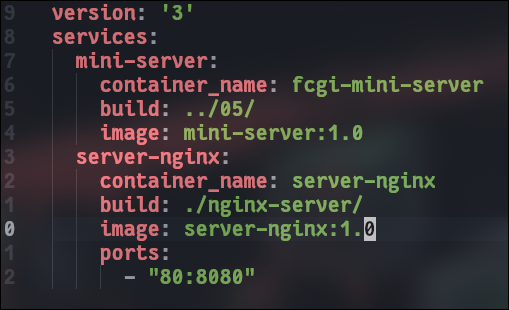 9 version: '3'
8 services:
7   mini-server:
6     container_name: fcgi-mini-server
5     build: ../05/
4     image: mini-server:1.0
3   server-nginx:
2     container_name: server-nginx
1     build: ./nginx-server/
0     image: server-nginx:1.0
1     ports:
2       - "80:8080"